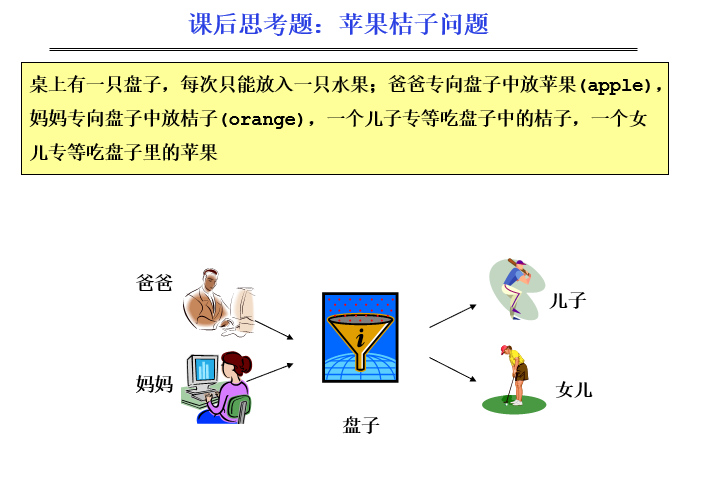 课后思考题：苹果桔子问题
桌上有一只盘子，每次只能放入一只水果；爸爸专向盘子中放苹果(apple)，
妈妈专向盘子中放桔子(orange)，一个儿子专等吃盘子中的桔子，一个女
儿专等吃盘子里的苹果
爸爸
儿子
i
妈妈
女儿
盘子